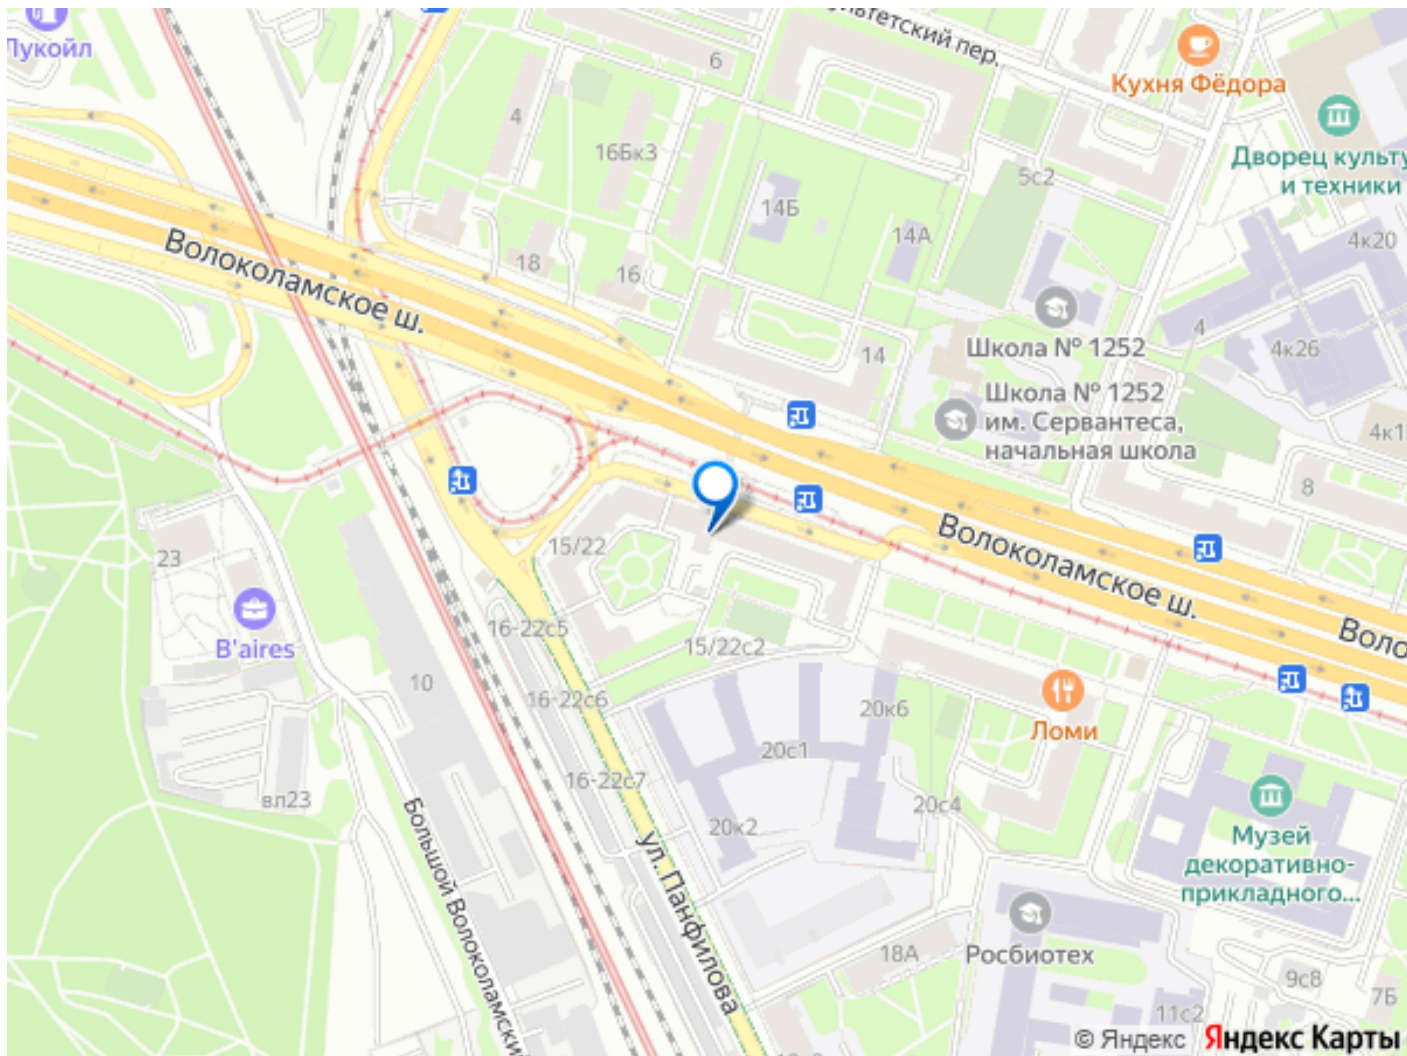 Лукойл
6
Кухня Фёдора
4
16Бк3
Дворец культу
и техники
5с2
14Б
14А
4к20
Волоколамское ш.
18
16
4
Школа № 1252
14
4к26
Школа № 1252
им. Сервантеса,
начальная школа
4к1
8
Волоколамское ш.
15/22
23
16-22с5
Воло
B'aires
15/22с2
10
16-22с6
20к6
Ломи
20с1
16-22с7
вл23
20с4
20к2
Музей
декоративно-
прикладного...
ул. Панфилова
Большой Волоколамский
18А
Росбиотех
9с8
7Б
11с2
© Яндекс Яндекс Карты